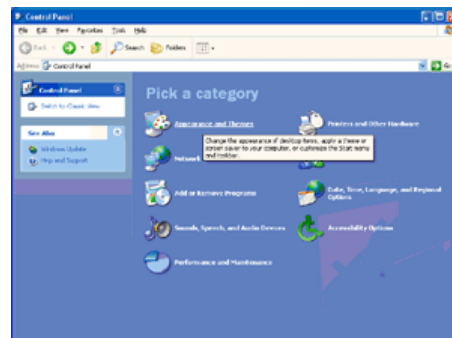 Control Panel
File Edit View Favorites Tools Help
Back Search Folders
Address Control Panel Go
Control Panel
Switch to Classic View
See Also
Windows Update
Help and Support
Pick a category
Appearance and Themes
Printers and Other Hardware
Change the appearance of desktop items, apply a theme or
screen saver to your computer, or customize the Start menu
and taskbar.
Network
Add or Remove Programs
Date, Time, Language, and Regional
Options
Sounds, Speech, and Audio Devices
Accessibility Options
Performance and Maintenance